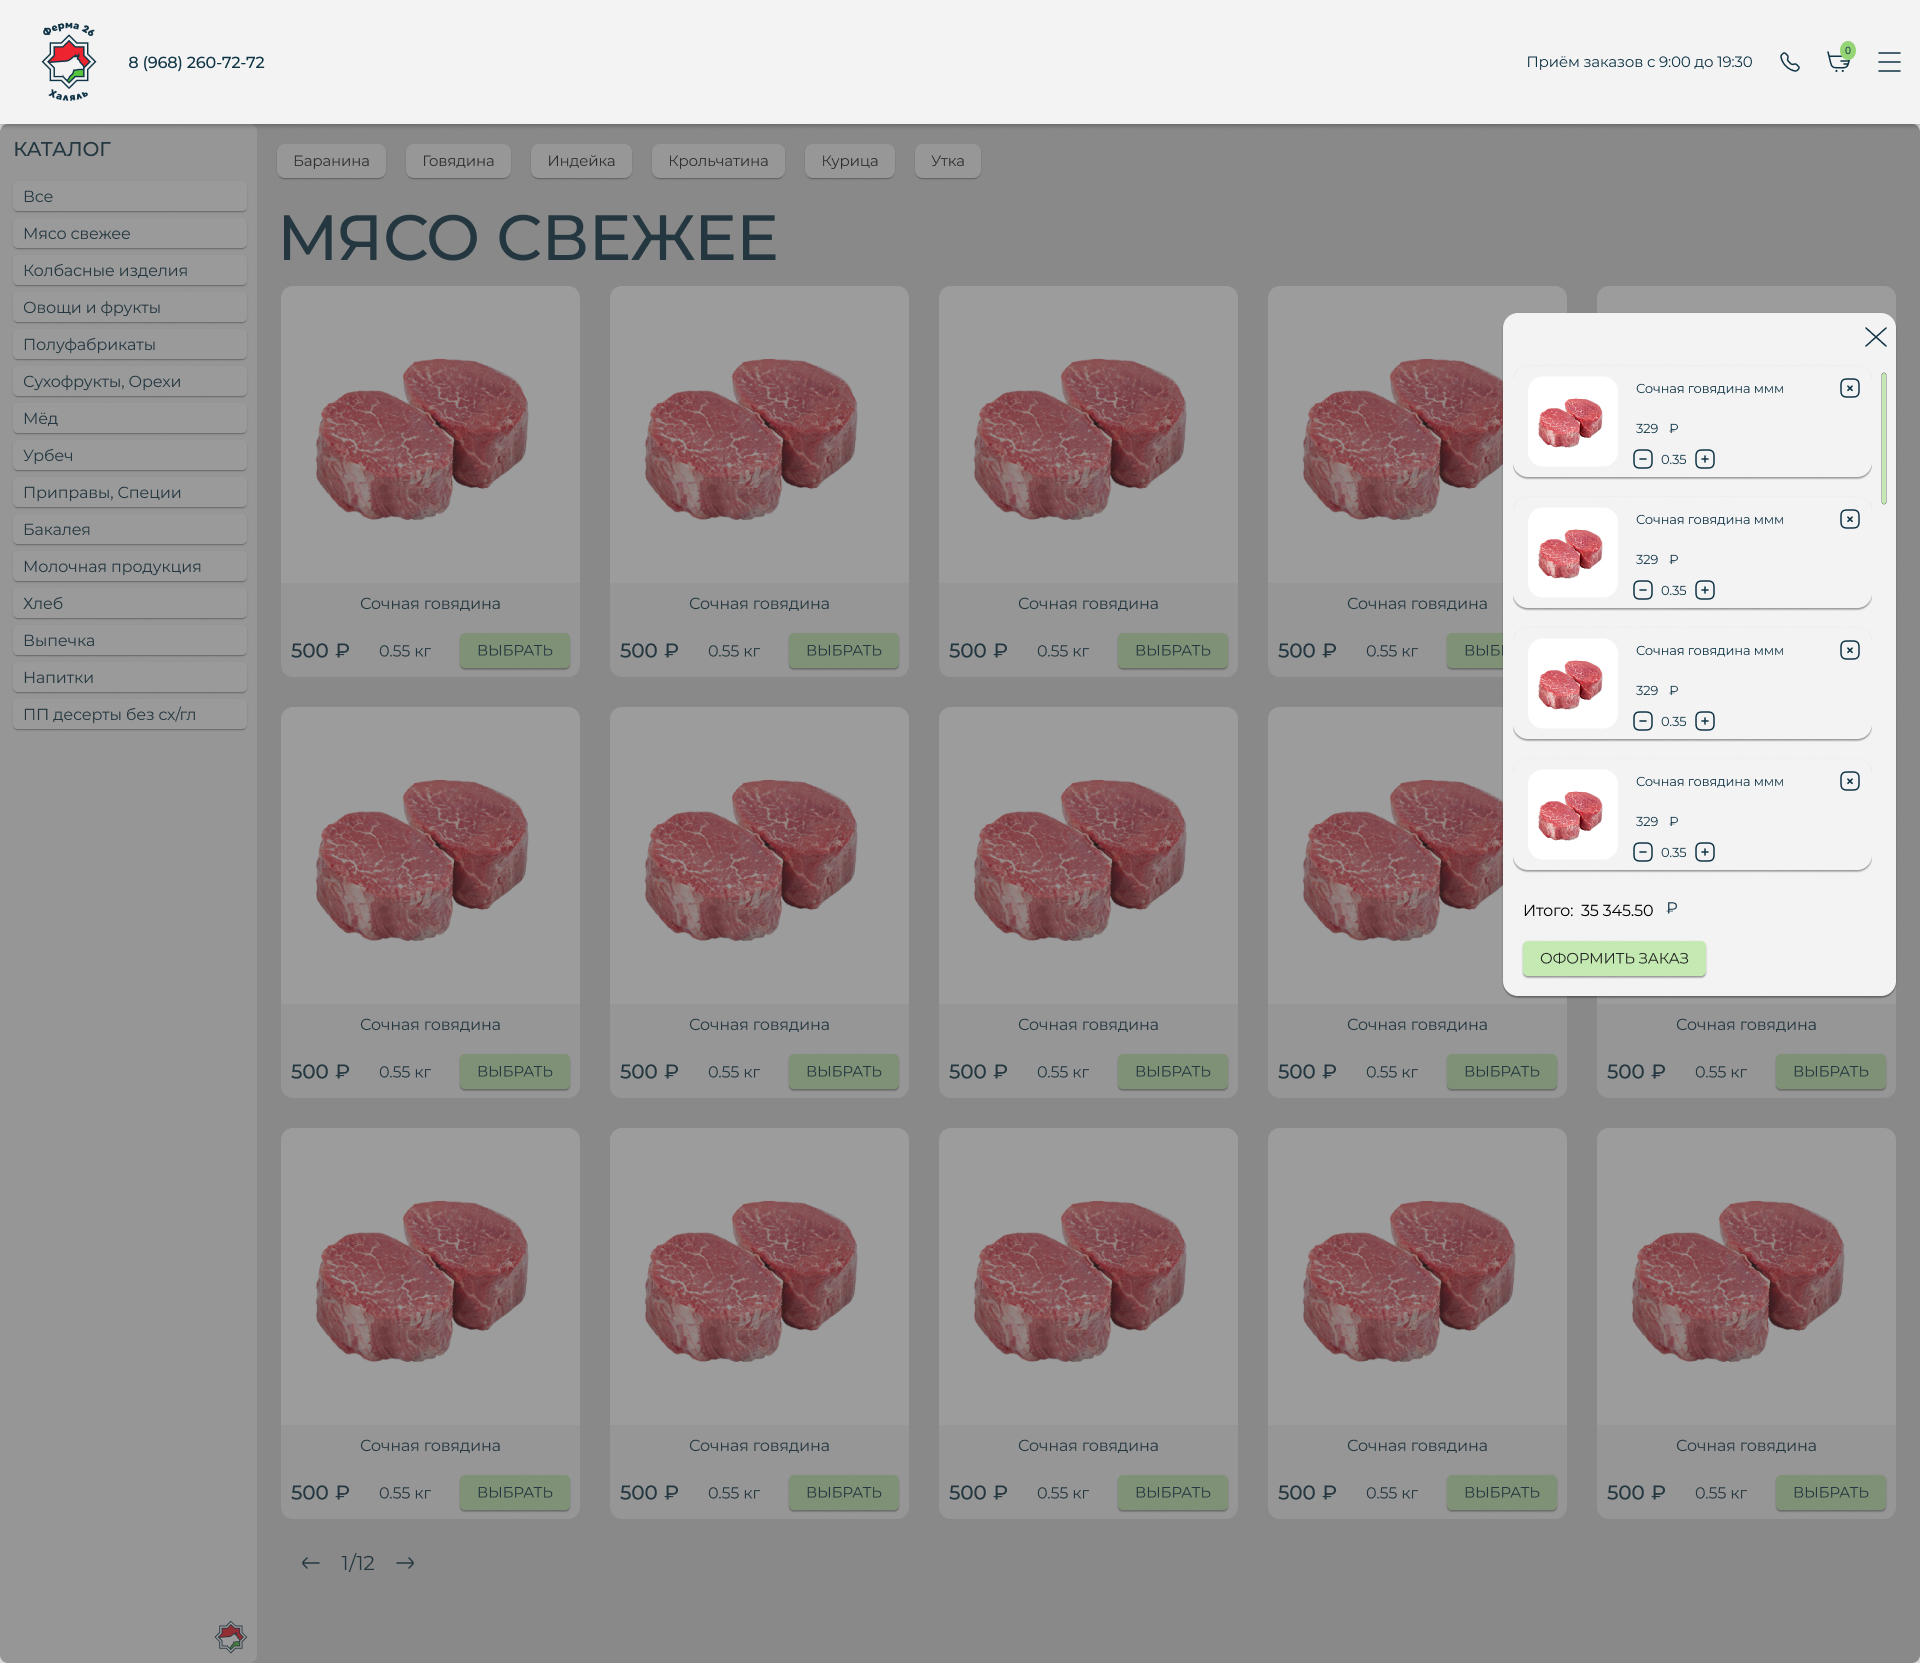 Ферма 26
Халяль
8 (968) 260-72-72
Приём заказов с 9:00 до 19:30
0
КАТАЛОГ
Все
Мясо свежее
Колбасные изделия
Овощи и фрукты
Полуфабрикаты
Сухофрукты, Орехи
Мёд
Урбеч
Приправы, Специи
Бакалея
Молочная продукция
Хлеб
Выпечка
Напитки
ПП десерты без сх/гл
Баранина Говядина Индейка Крольчатина Курица Утка
МЯСО СВЕЖЕЕ
Сочная говядина
500 ₽ 0.55 кг ВЫБРАТЬ
Сочная говядина
500 ₽ 0.55 кг ВЫБРАТЬ
Сочная говядина
500 ₽ 0.55 кг ВЫБРАТЬ
Сочная говядина
500 ₽ 0.55 кг
Сочная говядина
500 ₽ 0.55 кг ВЫБРАТЬ
Сочная говядина
500 ₽ 0.55 кг ВЫБРАТЬ
Сочная говядина
500 ₽ 0.55 кг ВЫБРАТЬ
Сочная говядина
500 ₽ 0.55 кг ВЫБРАТЬ
Сочная говядина
500 ₽ 0.55 кг ВЫБРАТЬ
Сочная говядина
500 ₽ 0.55 кг ВЫБРАТЬ
Сочная говядина
500 ₽ 0.55 кг ВЫБРАТЬ
Сочная говядина
500 ₽ 0.55 кг ВЫБРАТЬ
Сочная говядина
500 ₽ 0.55 кг ВЫБРАТЬ
Сочная говядина
500 ₽ 0.55 кг ВЫБРАТЬ
1/12
Сочная говядина ммм
329 ₽
0.35
Сочная говядина ммм
329 ₽
0.35
Сочная говядина ммм
329 ₽
0.35
Сочная говядина ммм
329 ₽
0.35
Итого: 35 345.50 ₽
ОФОРМИТЬ ЗАКАЗ